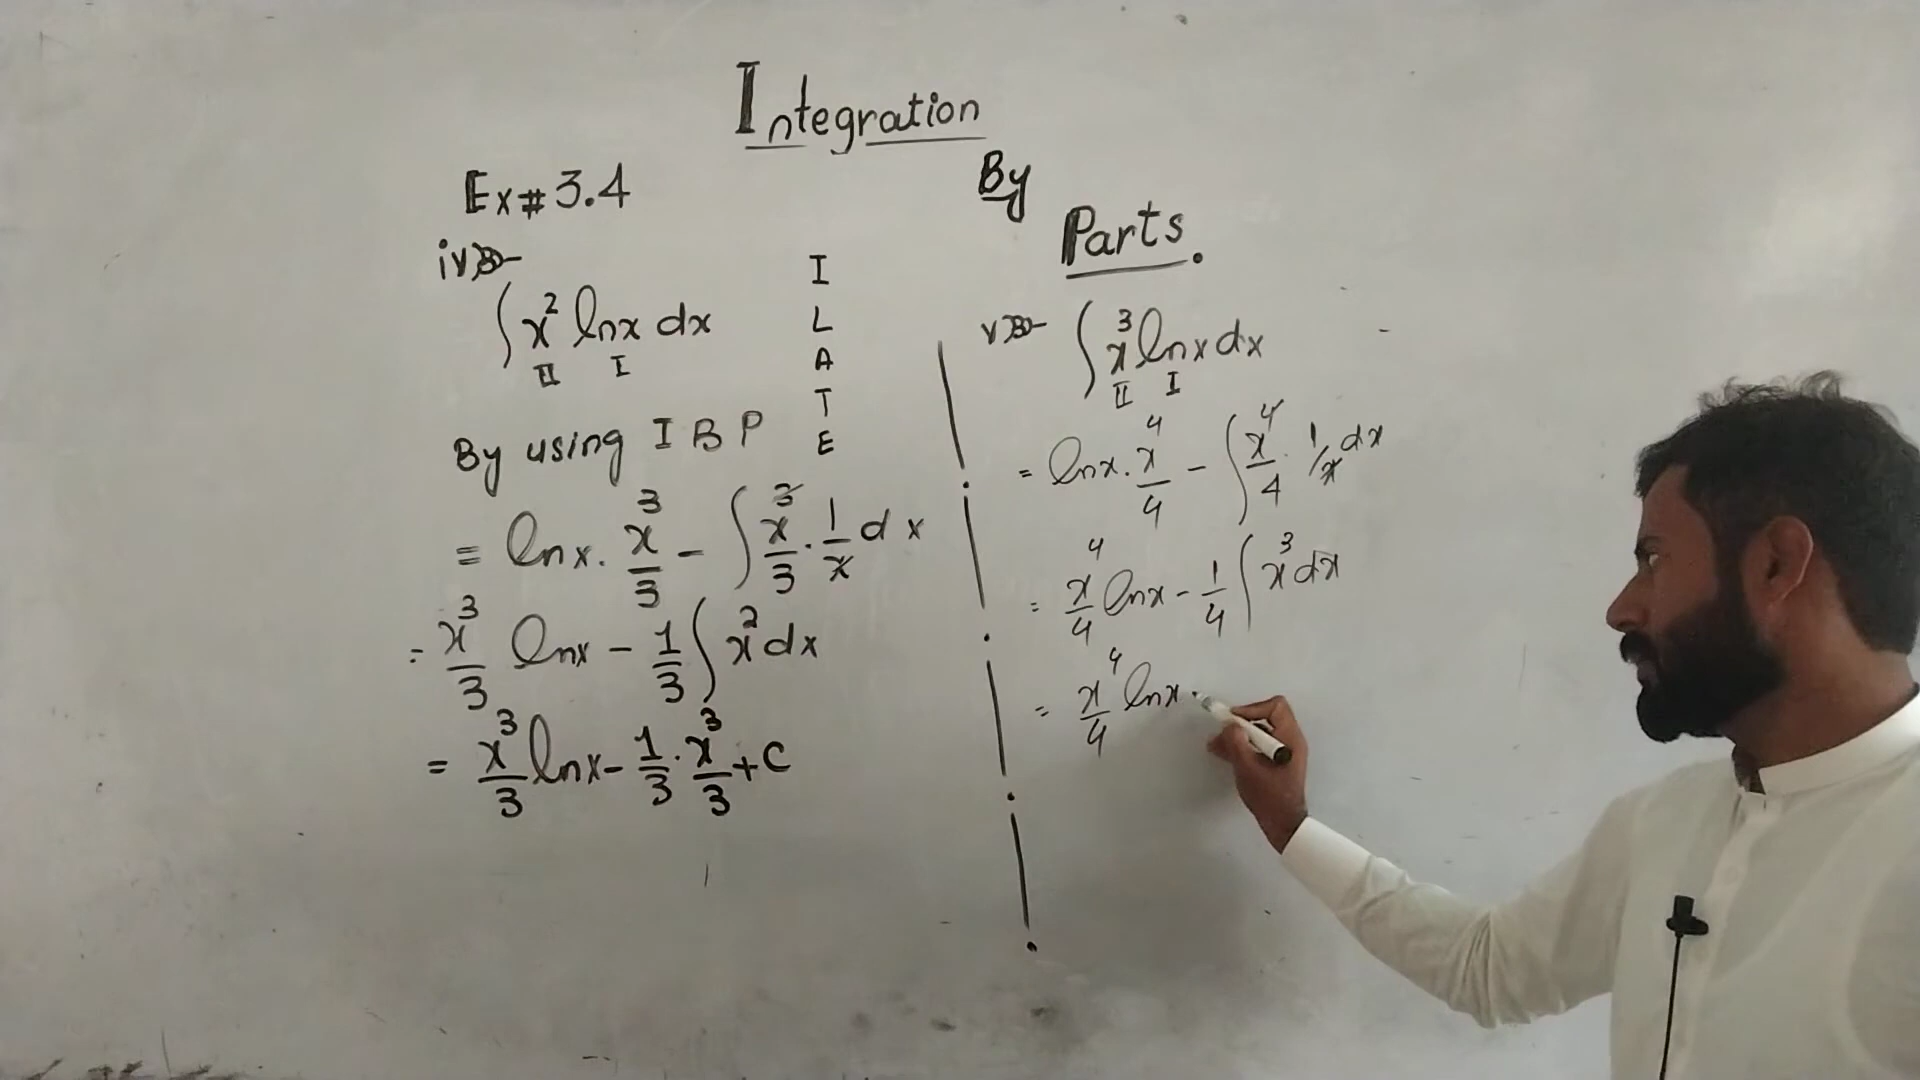 Integration
By
Parts.
Ex # 3.4
iv)
∫ x² lnx dx
II I
I
L
A
T
E
By using I B P
= lnx. x³/3 - ∫ x³/3 . 1/x dx
= x³/3 lnx - 1/3 ∫ x² dx
= x³/3 lnx - 1/3 . x³/3 + C
v)
∫ x³ lnx dx
II I
= lnx. x⁴/4 - ∫ x⁴/4 . 1/x dx
= x⁴/4 lnx - 1/4 ∫ x³ dx
= x⁴/4 lnx